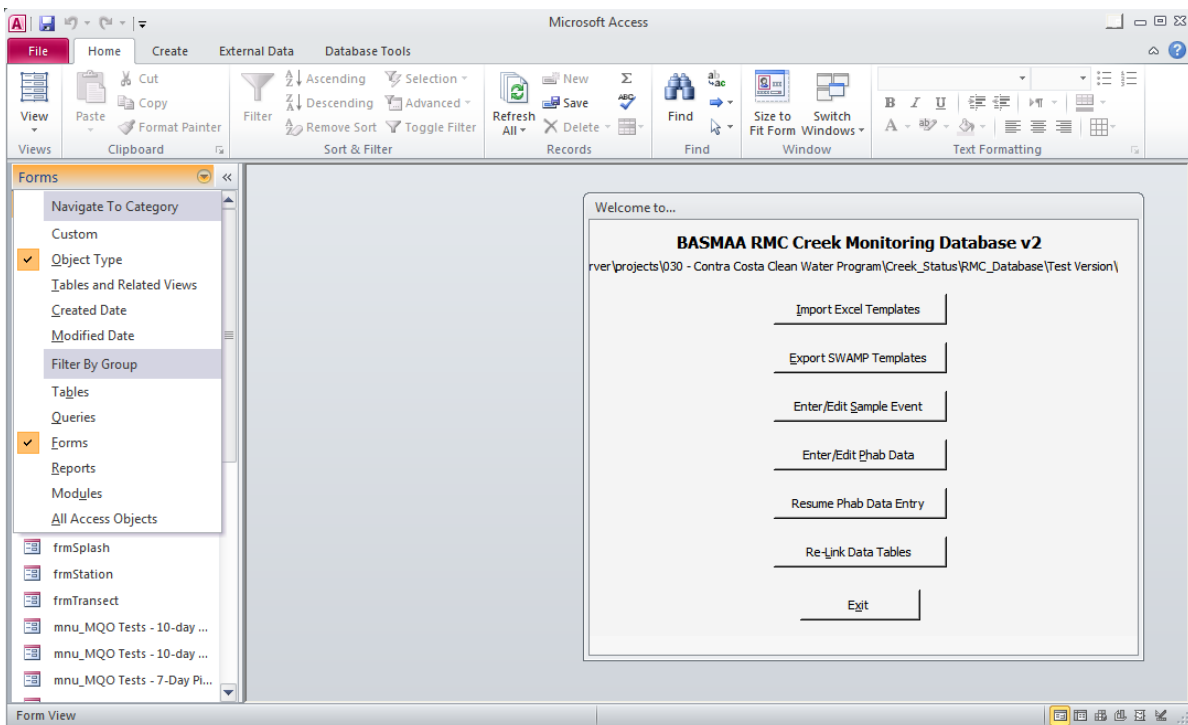 Microsoft Access
File Home Create External Data Database Tools
View
Paste
Cut
Copy
Format Painter
Filter
Ascending
Descending
Remove Sort
Selection
Advanced
Toggle Filter
Refresh
All
New
Save
Delete
Find
Size to
Fit Form
Switch
Windows
B I U
Views Clipboard Sort & Filter Records Find Window Text Formatting
Forms
Navigate To Category
Custom
Object Type
Tables and Related Views
Created Date
Modified Date
Filter By Group
Tables
Queries
Forms
Reports
Modules
All Access Objects
frmSplash
frmStation
frmTransect
mnu_MQO Tests - 10-day ...
mnu_MQO Tests - 10-day ...
mnu_MQO Tests - 7-Day Pi...
Welcome to...
BASMAA RMC Creek Monitoring Database v2
rver\projects\030 - Contra Costa Clean Water Program\Creek_Status\RMC_Database\Test Version\
Import Excel Templates
Export SWAMP Templates
Enter/Edit Sample Event
Enter/Edit Phab Data
Resume Phab Data Entry
Re-Link Data Tables
Exit
Form View